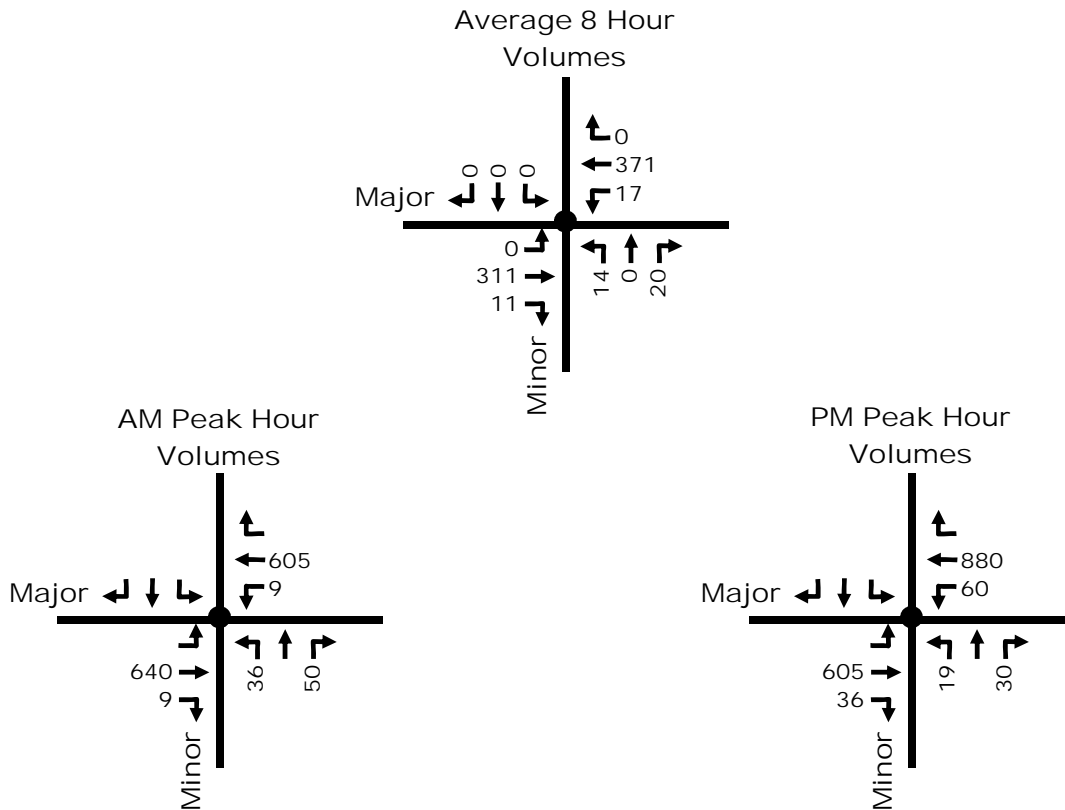 Average 8 Hour
Volumes
0
371
17
0 0 0
Major
0
311
11
14 0 20
Minor
AM Peak Hour
Volumes
605
9
Major
640
9
36 50
Minor
PM Peak Hour
Volumes
880
60
Major
605
36
19 30
Minor